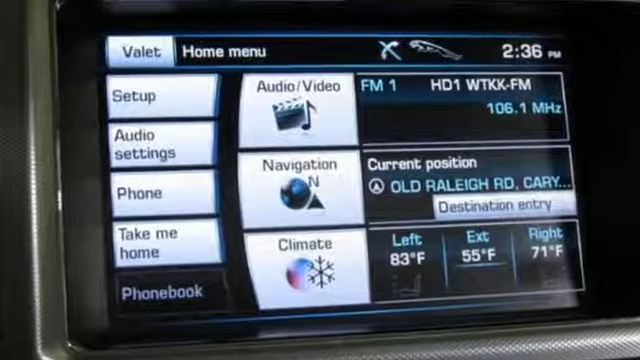 Valet Home menu 2:36 PM
Setup
Audio
settings
Phone
Take me
home
Phonebook
Audio/Video
FM 1 HD1 WTKK-FM
106.1 MHz
Navigation
N
Current position
OLD RALEIGH RD, CARY...
Destination entry
Climate
Left Ext Right
83°F 55°F 71°F